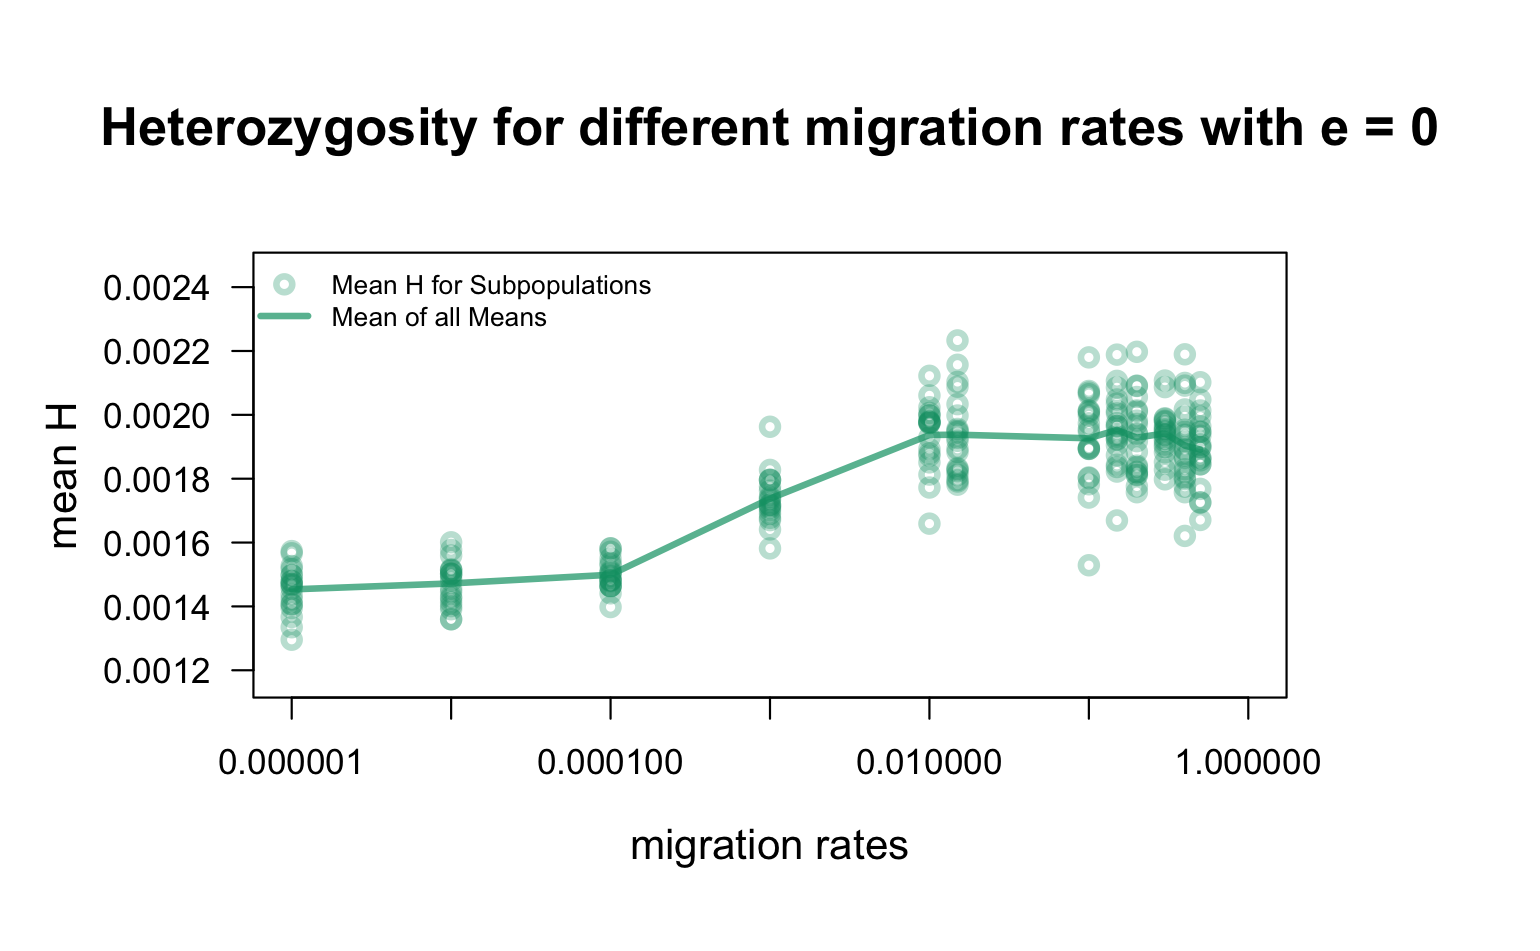 Heterozygosity for different migration rates with e = 0
Mean H for Subpopulations
Mean of all Means
0.0024
0.0022
0.0020
0.0018
0.0016
0.0014
0.0012
mean H
0.000001 0.000100 0.010000 1.000000
migration rates